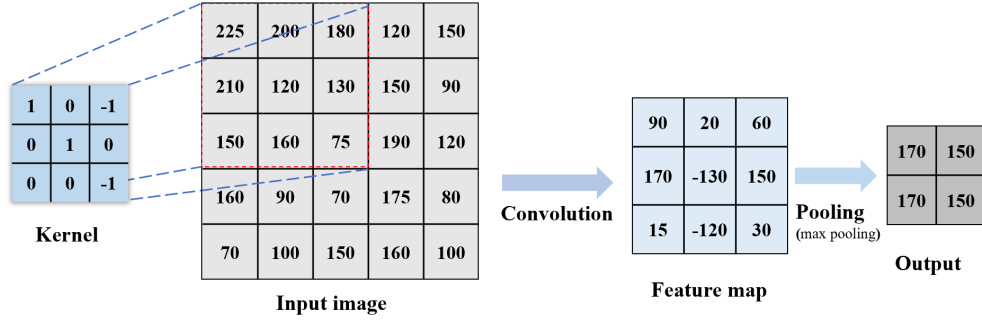 1 0 -1
0 1 0
0 0 -1
Kernel
225 200 180 120 150
210 120 130 150 90
150 160 75 190 120
160 90 70 175 80
70 100 150 160 100
Input image
Convolution
90 20 60
170 -130 150
15 -120 30
Feature map
Pooling
(max pooling)
170 150
170 150
Output